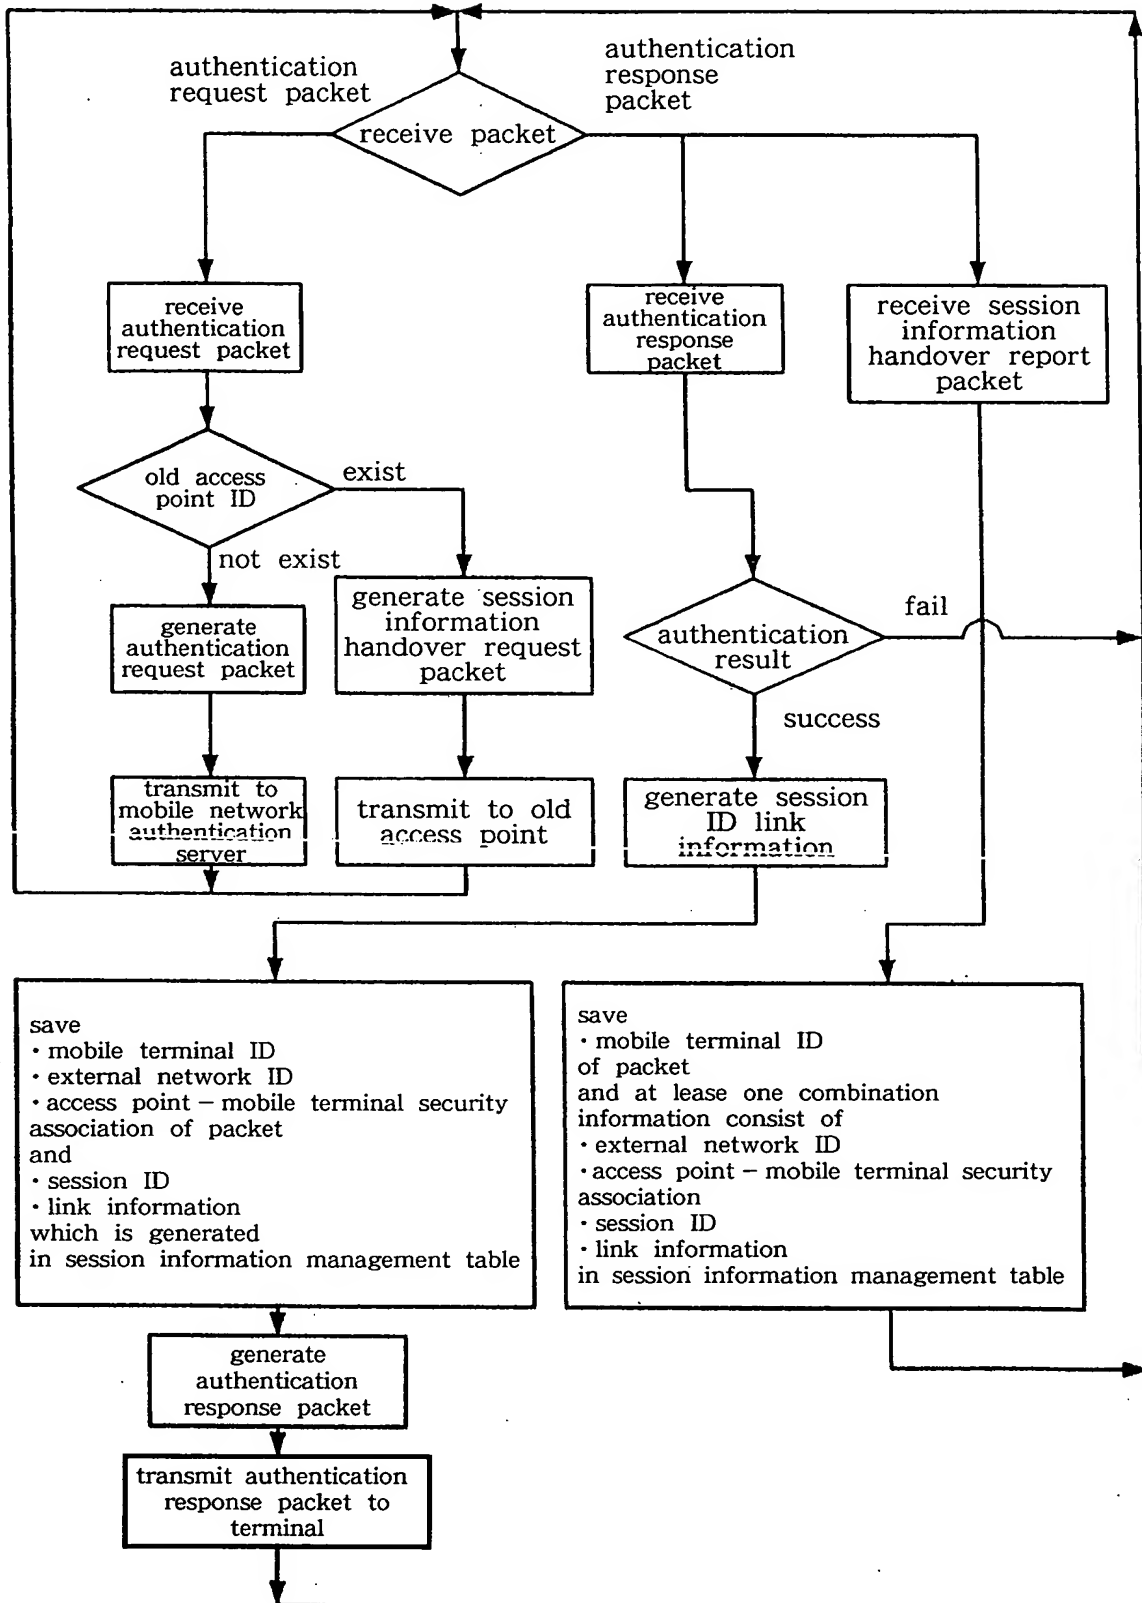 authentication
request packet
authentication
response
packet
receive packet
receive
authentication
request packet
receive
authentication
response
packet
receive session
information
handover report
packet
old access
point ID
exist
not exist
generate
authentication
request packet
generate session
information
handover request
packet
authentication
result
fail
success
transmit to
mobile network
authentication
server
transmit to old
access point
generate session
ID link
information
save
· mobile terminal ID
· external network ID
· access point – mobile terminal security
association of packet
and
· session ID
· link information
which is generated
in session information management table
save
· mobile terminal ID
of packet
and at lease one combination
information consist of
· external network ID
· access point – mobile terminal security
association
· session ID
· link information
in session information management table
generate
authentication
response packet
transmit authentication
response packet to
terminal